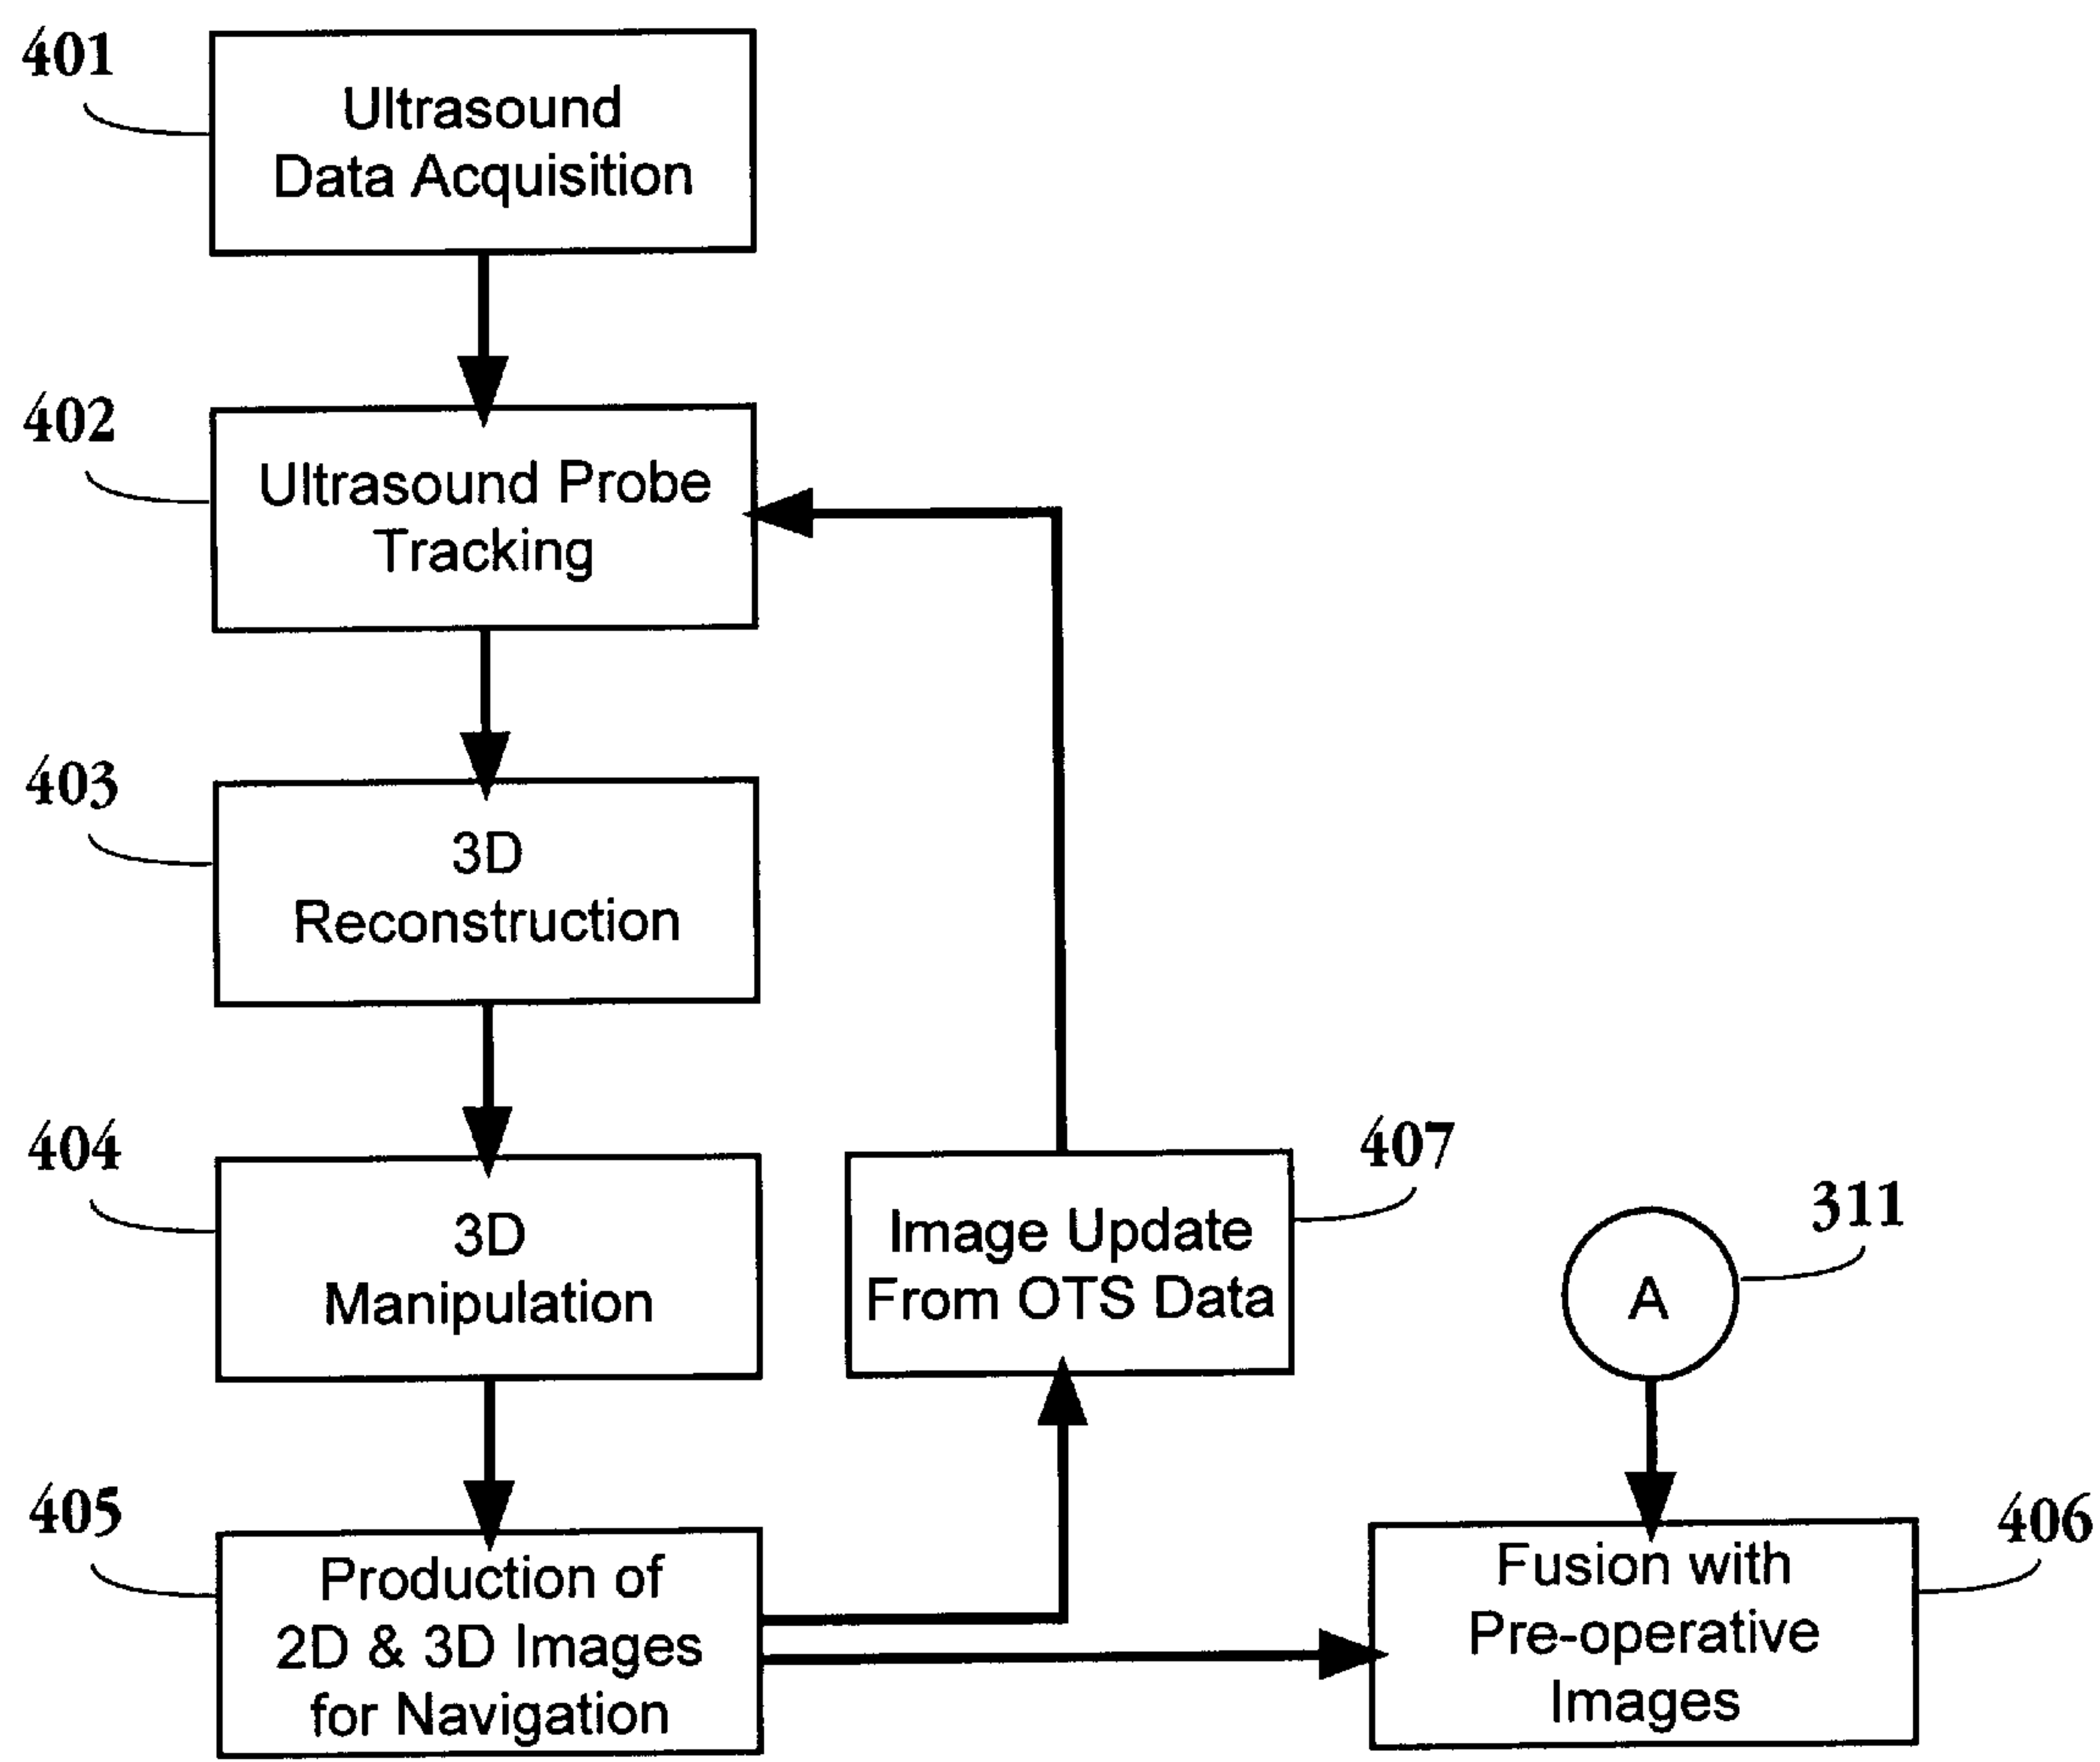 401
Ultrasound
Data Acquisition
402
Ultrasound Probe
Tracking
403
3D
Reconstruction
404
3D
Manipulation
407
Image Update
From OTS Data
311
A
405
Production of
2D & 3D Images
for Navigation
406
Fusion with
Pre-operative
Images